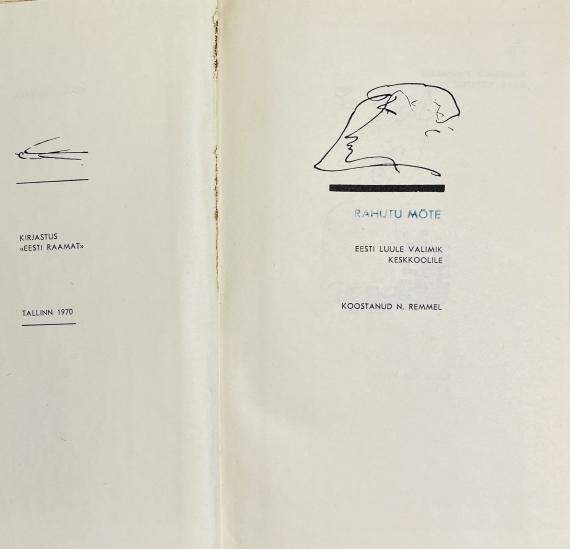 KIRJASTUS
«EESTI RAAMAT»
TALLINN 1970
RAHUTU MÕTE
EESTI LUULE VALIMIK
KESKKOOLILE
KOOSTANUD N. REMMEL